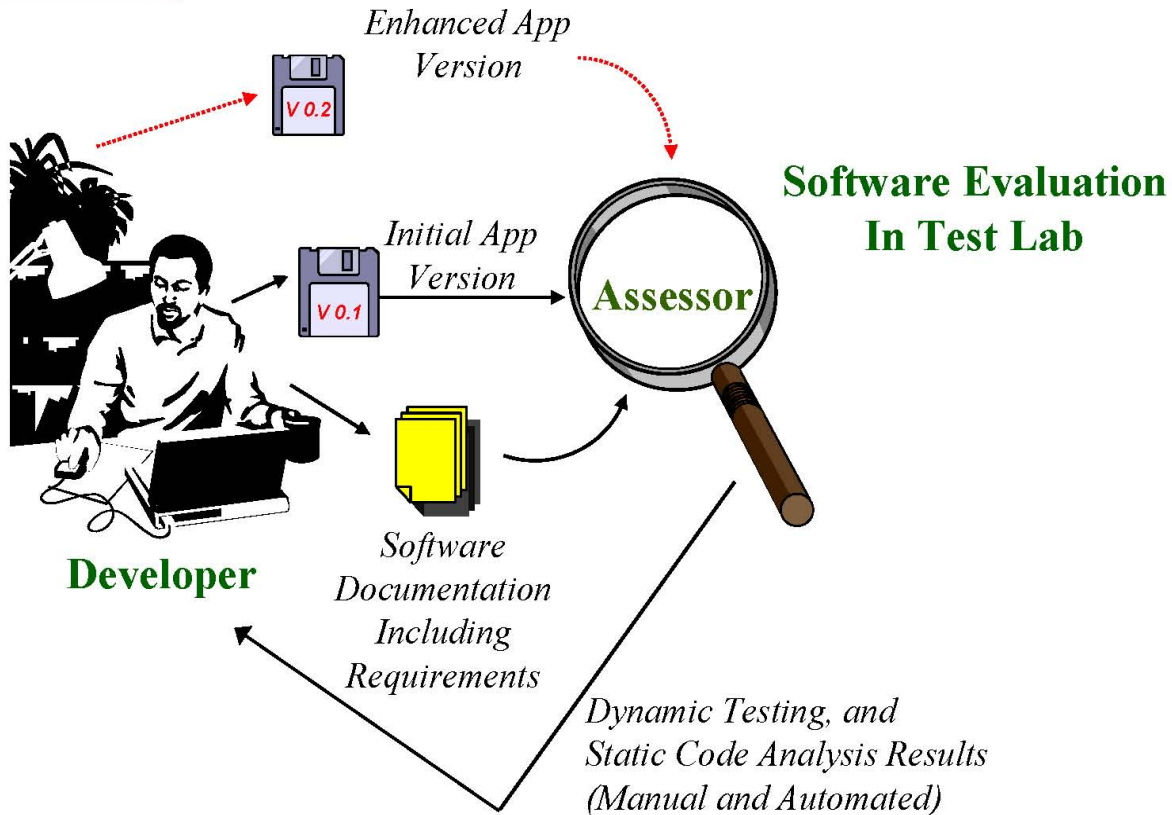 Enhanced App
Version
V 0.2
Software Evaluation
In Test Lab
Initial App
Version
V 0.1
Assessor
Developer
Software
Documentation
Including
Requirements
Dynamic Testing, and
Static Code Analysis Results
(Manual and Automated)